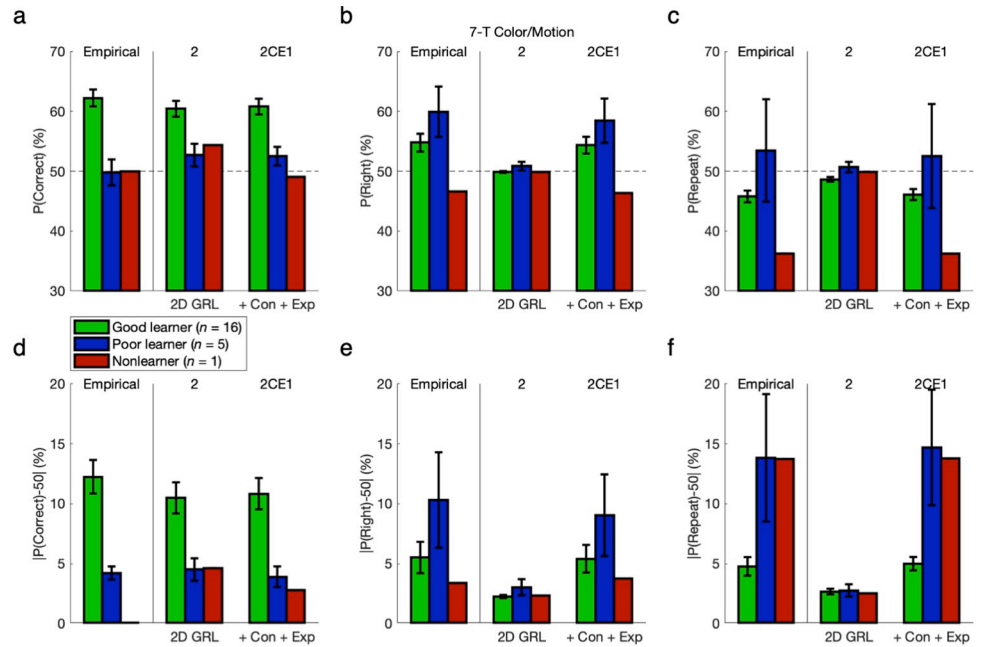 a
b
c
7-T Color/Motion
Empirical 2 2CE1
70
60
50
40
30
P(Correct) (%)
2D GRL + Con + Exp
Empirical 2 2CE1
70
60
50
40
30
P(Right) (%)
2D GRL + Con + Exp
Empirical 2 2CE1
70
60
50
40
30
P(Repeat) (%)
2D GRL + Con + Exp
Good learner (n = 16)
Poor learner (n = 5)
Nonlearner (n = 1)
d
e
f
Empirical 2 2CE1
20
15
10
5
0
|P(Correct)-50| (%)
2D GRL + Con + Exp
Empirical 2 2CE1
20
15
10
5
0
|P(Right)-50| (%)
2D GRL + Con + Exp
Empirical 2 2CE1
20
15
10
5
0
|P(Repeat)-50| (%)
2D GRL + Con + Exp